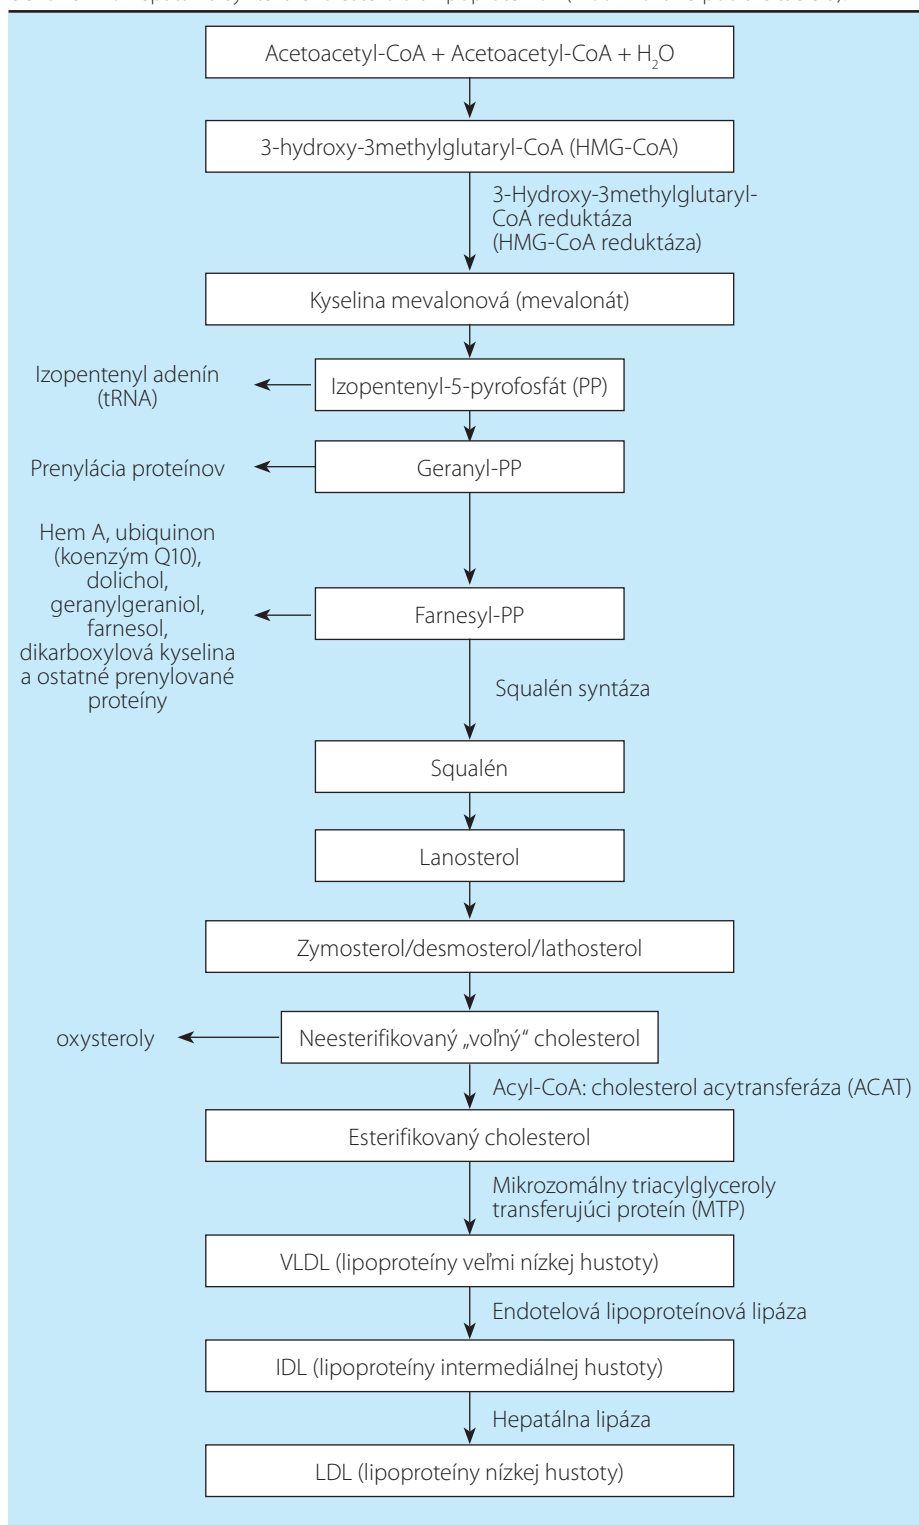 Acetoacetyl-CoA + Acetoacetyl-CoA + H₂O
3-hydroxy-3methylglutaryl-CoA (HMG-CoA)
3-Hydroxy-3methylglutaryl-
CoA reduktáza
(HMG-CoA reduktáza)
Kyselina mevalonová (mevalonát)
Izopentenyl adenín
(tRNA)
Izopentenyl-5-pyrofosfát (PP)
Prenylácia proteínov
Geranyl-PP
Hem A, ubiquinon
(koenzým Q10),
dolichol,
geranylgeraniol,
farnesol,
dikarboxylová kyselina
a ostatné prenylované
proteíny
Farnesyl-PP
Squalén syntáza
Squalén
Lanosterol
Zymosterol/desmosterol/lathosterol
oxysteroly
Neesterifikovaný „voľný“ cholesterol
Acyl-CoA: cholesterol acytransferáza (ACAT)
Esterifikovaný cholesterol
Mikrozomálny triacylglyceroly
transferujúci proteín (MTP)
VLDL (lipoproteíny veľmi nízkej hustoty)
Endotelová lipoproteínová lipáza
IDL (lipoproteíny intermediálnej hustoty)
Hepatálna lipáza
LDL (lipoproteíny nízkej hustoty)